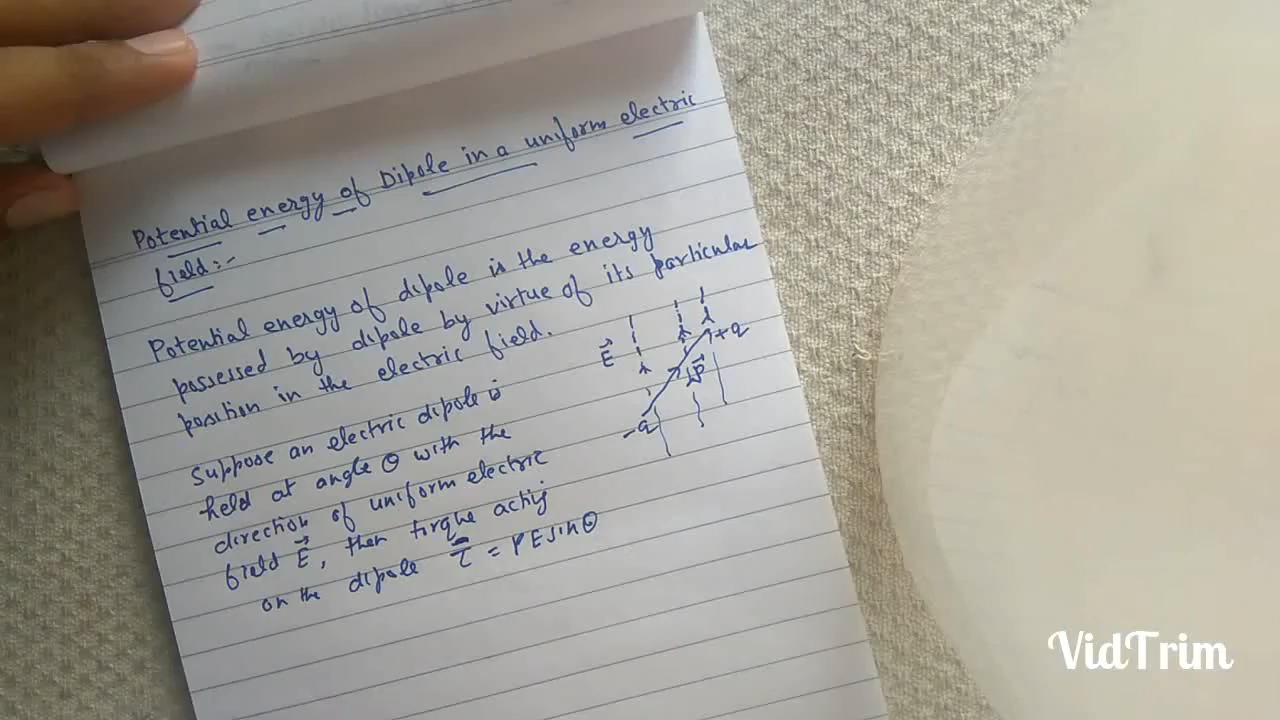 Potential energy of Dipole in a uniform electric
field:-
Potential energy of dipole is the energy
possessed by dipole by virtue of its particular
position in the electric field.
Suppose an electric dipole is
held at angle θ with the
direction of uniform electric
field E⃗, then torque acting
on the dipole τ⃗ = PE sinθ
E⃗
+q
P⃗
-q
VidTrim